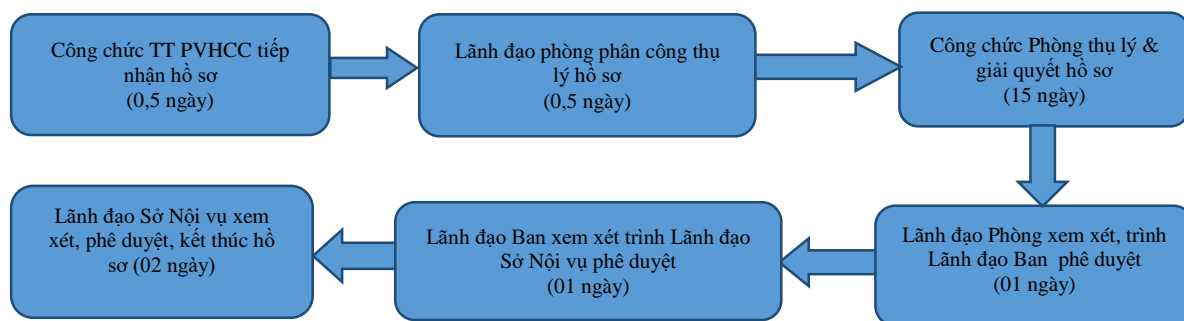 Công chức TT PVHCC tiếp
nhận hồ sơ
(0,5 ngày)
Lãnh đạo phòng phân công thụ
lý hồ sơ
(0,5 ngày)
Công chức Phòng thụ lý &
giải quyết hồ sơ
(15 ngày)
Lãnh đạo Phòng xem xét, trình
Lãnh đạo Ban phê duyệt
(01 ngày)
Lãnh đạo Ban xem xét trình Lãnh đạo
Sở Nội vụ phê duyệt
(01 ngày)
Lãnh đạo Sở Nội vụ xem
xét, phê duyệt, kết thúc hồ
sơ (02 ngày)